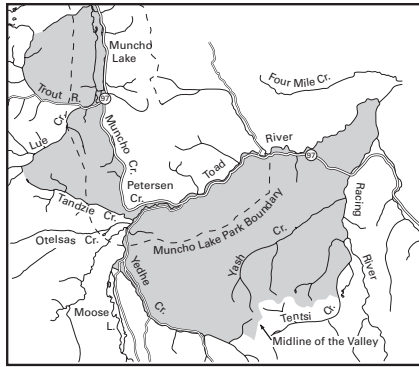 Muncho
Lake
Four Mile Cr.
Trout R.
97
Lue Cr.
Muncho Cr.
River
97
Toad
Petersen
Cr.
Racing
River
Tandzie Cr.
Muncho Lake Park Boundary
Otelsas Cr.
Yedhe
Cr.
Yash Cr.
Moose
L.
Tentsi Cr.
Midline of the Valley